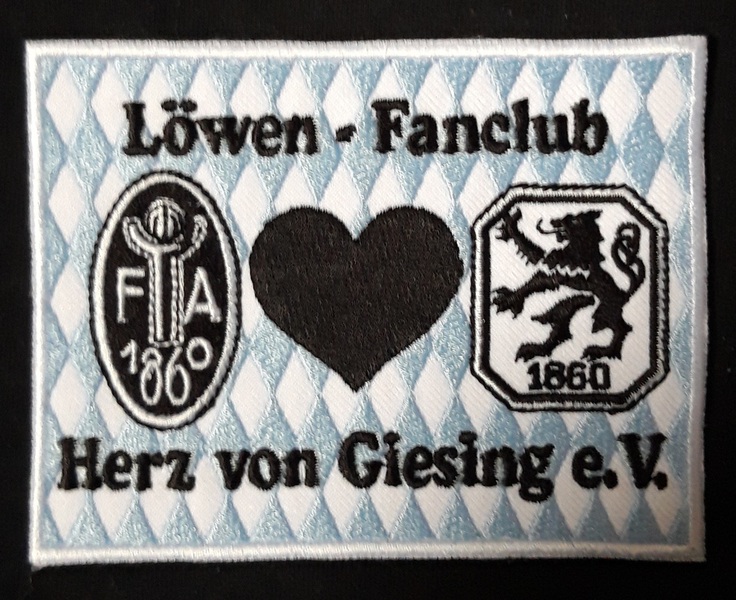 Löwen - Fanclub
F A
1860
1860
Herz von Giesing e.V.